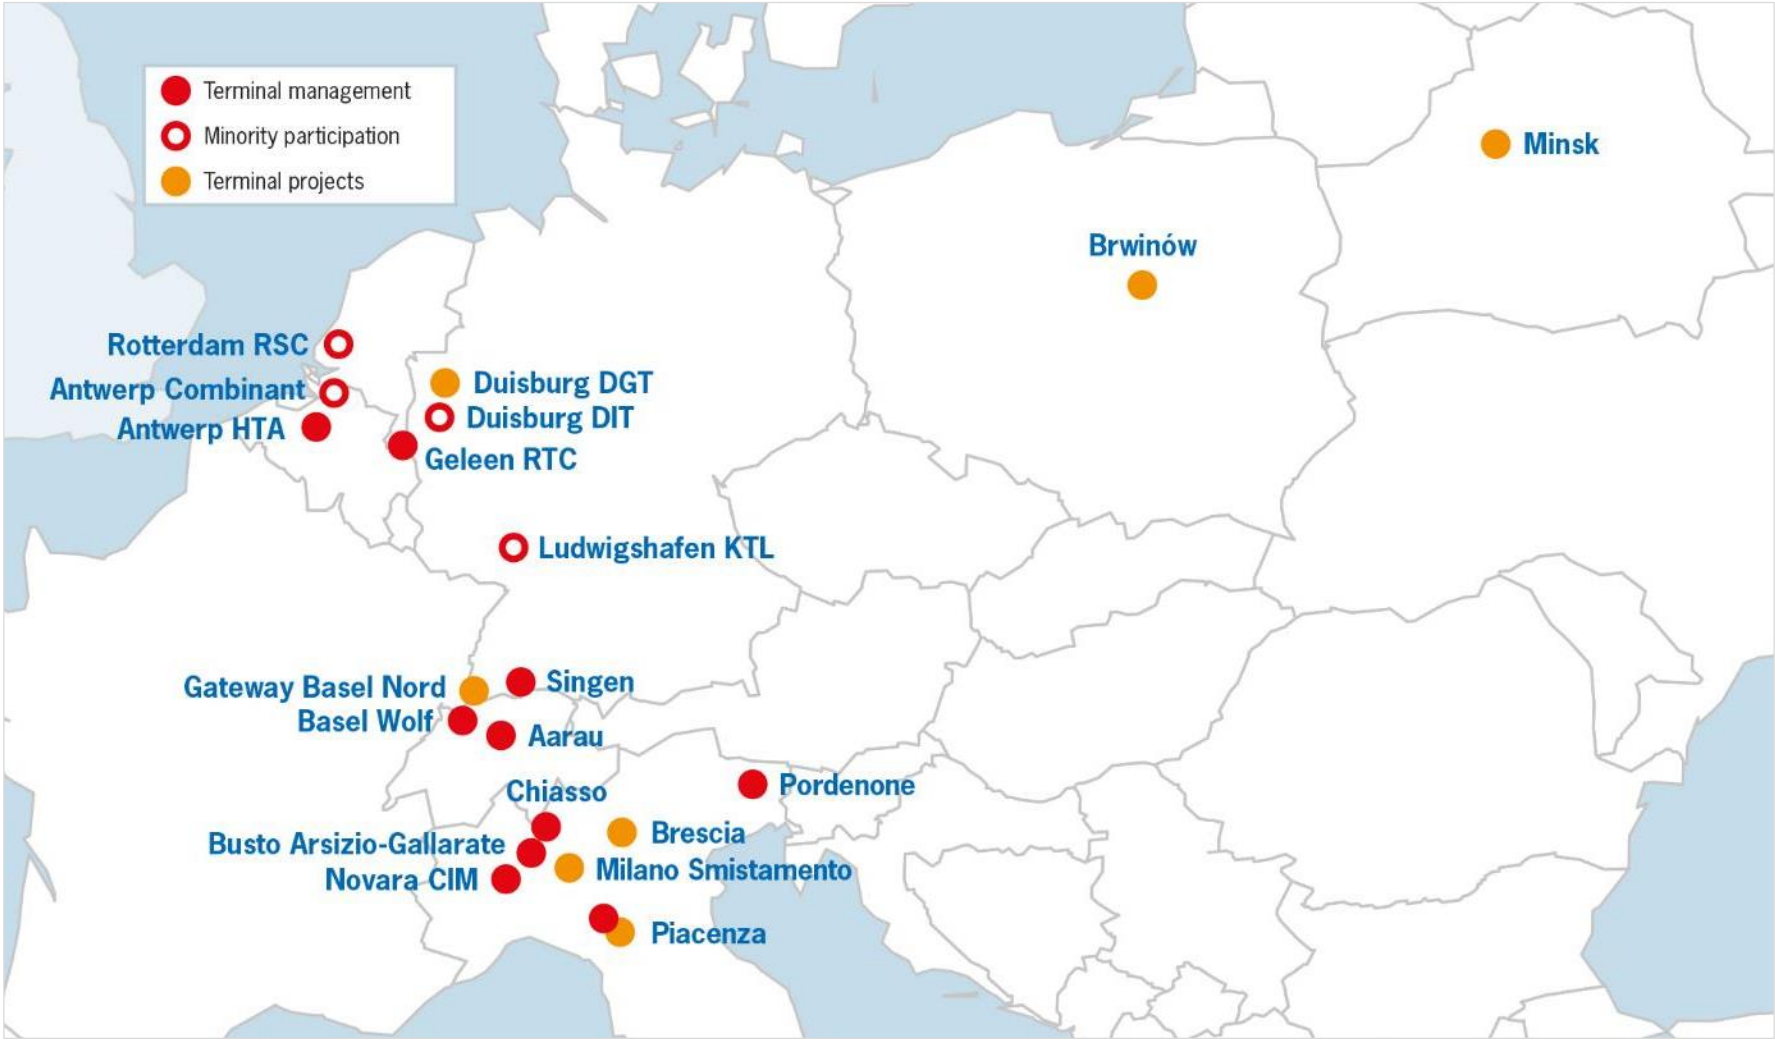 Terminal management
Minority participation
Terminal projects
Minsk
Brwinów
Rotterdam RSC
Duisburg DGT
Antwerp Combinant
Duisburg DIT
Antwerp HTA
Geleen RTC
Ludwigshafen KTL
Singen
Gateway Basel Nord
Basel Wolf
Aarau
Pordenone
Chiasso
Brescia
Busto Arsizio-Gallarate
Milano Smistamento
Novara CIM
Piacenza